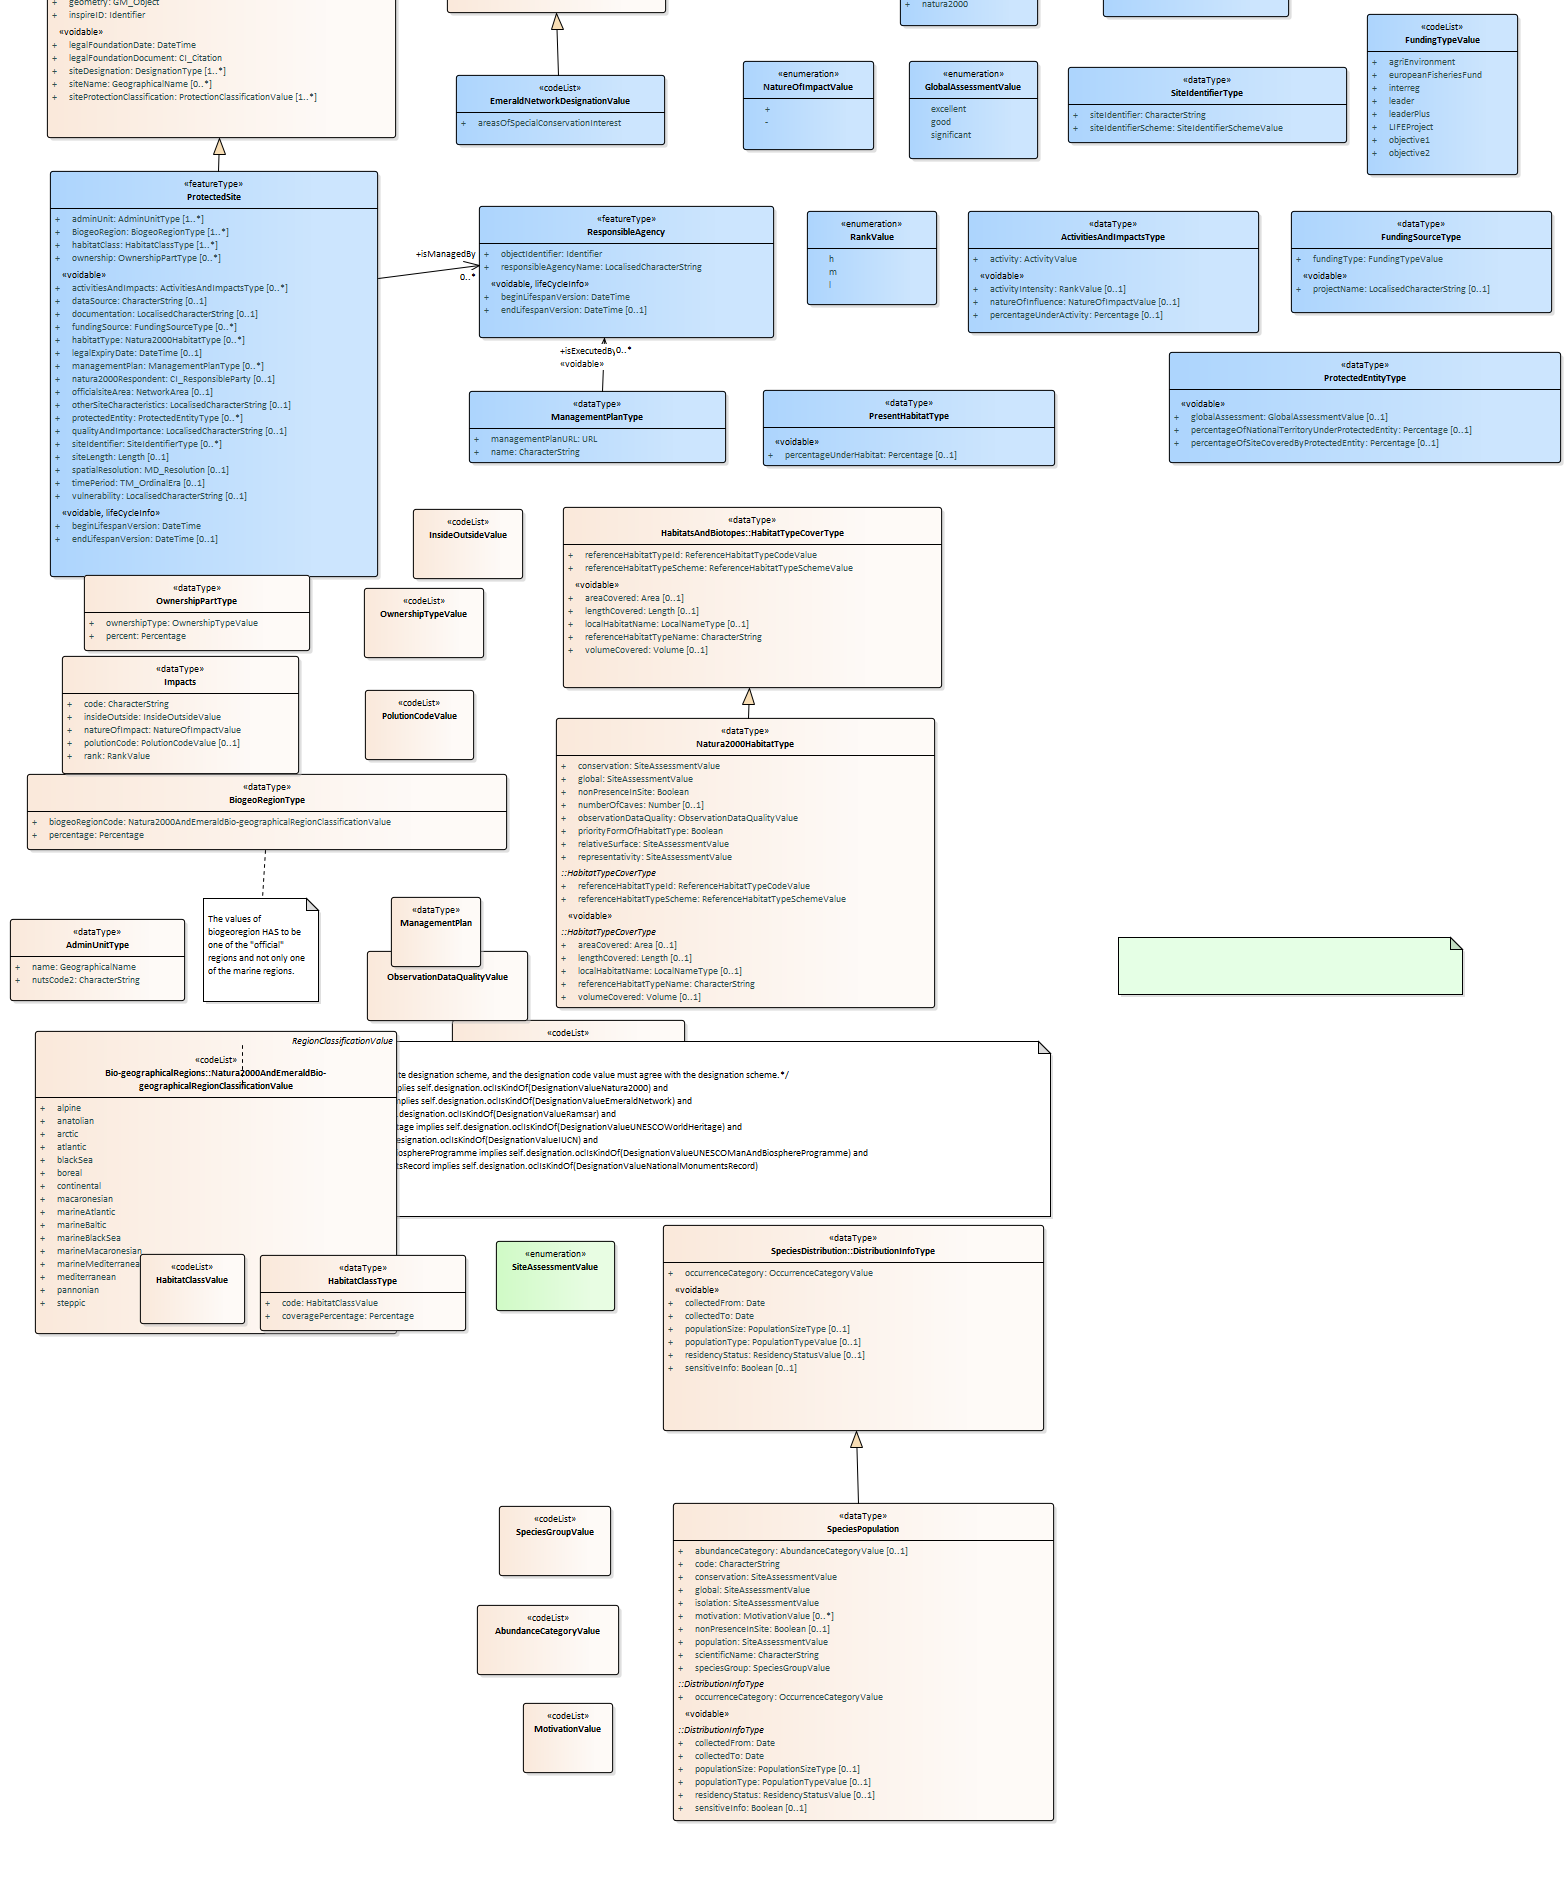 geometry: GM_Object
+ inspireID: Identifier
«voidable»
+ legalFoundationDate: DateTime
+ legalFoundationDocument: CI_Citation
+ siteDesignation: DesignationType [1..*]
+ siteName: GeographicalName [0..*]
+ siteProtectionClassification: ProtectionClassificationValue [1..*]
«codeList»
EmeraldNetworkDesignationValue
+ areasOfSpecialConservationInterest
+ natura2000
«enumeration»
NatureOfImpactValue
+
-
«enumeration»
GlobalAssessmentValue
excellent
good
significant
«dataType»
SiteIdentifierType
+ siteIdentifier: CharacterString
+ siteIdentifierScheme: SiteIdentifierSchemeValue
«codeList»
FundingTypeValue
+ agriEnvironment
+ europeanFisheriesFund
+ interreg
+ leader
+ leaderPlus
+ LIFEProject
+ objective1
+ objective2
«featureType»
ProtectedSite
+ adminUnit: AdminUnitType [1..*]
+ BiogeoRegion: BiogeoRegionType [1..*]
+ habitatClass: HabitatClassType [1..*]
+ ownership: OwnershipPartType [0..*]
«voidable»
+ activitiesAndImpacts: ActivitiesAndImpactsType [0..*]
+ dataSource: CharacterString [0..1]
+ documentation: LocalisedCharacterString [0..1]
+ fundingSource: FundingSourceType [0..*]
+ habitatType: Natura2000HabitatType [0..*]
+ legalExpiryDate: DateTime [0..1]
+ managementPlan: ManagementPlanType [0..*]
+ natura2000Respondent: CI_ResponsibleParty [0..1]
+ officialsiteArea: NetworkArea [0..1]
+ otherSiteCharacteristics: LocalisedCharacterString [0..1]
+ protectedEntity: ProtectedEntityType [0..*]
+ qualityAndImportance: LocalisedCharacterString [0..1]
+ siteIdentifier: SiteIdentifierType [0..*]
+ siteLength: Length [0..1]
+ spatialResolution: MD_Resolution [0..1]
+ timePeriod: TM_OrdinalEra [0..1]
+ vulnerability: LocalisedCharacterString [0..1]
«voidable, lifeCycleInfo»
+ beginLifespanVersion: DateTime
+ endLifespanVersion: DateTime [0..1]
+isManagedBy
0..*
«featureType»
ResponsibleAgency
+ objectIdentifier: Identifier
+ responsibleAgencyName: LocalisedCharacterString
«voidable, lifeCycleInfo»
+ beginLifespanVersion: DateTime
+ endLifespanVersion: DateTime [0..1]
«enumeration»
RankValue
h
m
l
«dataType»
ActivitiesAndImpactsType
+ activity: ActivityValue
«voidable»
+ activityIntensity: RankValue [0..1]
+ natureOfInfluence: NatureOfImpactValue [0..1]
+ percentageUnderActivity: Percentage [0..1]
«dataType»
FundingSourceType
+ fundingType: FundingTypeValue
«voidable»
+ projectName: LocalisedCharacterString [0..1]
+isExecutedBy 0..*
«voidable»
«dataType»
ManagementPlanType
+ managementPlanURL: URL
+ name: CharacterString
«dataType»
PresentHabitatType
«voidable»
+ percentageUnderHabitat: Percentage [0..1]
«dataType»
ProtectedEntityType
«voidable»
+ globalAssessment: GlobalAssessmentValue [0..1]
+ percentageOfNationalTerritoryUnderProtectedEntity: Percentage [0..1]
+ percentageOfSiteCoveredByProtectedEntity: Percentage [0..1]
«codeList»
InsideOutsideValue
«dataType»
HabitatsAndBiotopes::HabitatTypeCoverType
+ referenceHabitatTypeId: ReferenceHabitatTypeCodeValue
+ referenceHabitatTypeScheme: ReferenceHabitatTypeSchemeValue
«voidable»
+ areaCovered: Area [0..1]
+ lengthCovered: Length [0..1]
+ localHabitatName: LocalNameType [0..1]
+ referenceHabitatTypeName: CharacterString
+ volumeCovered: Volume [0..1]
«dataType»
OwnershipPartType
+ ownershipType: OwnershipTypeValue
+ percent: Percentage
«codeList»
OwnershipTypeValue
«dataType»
Impacts
+ code: CharacterString
+ insideOutside: InsideOutsideValue
+ natureOfImpact: NatureOfImpactValue
+ polutionCode: PolutionCodeValue [0..1]
+ rank: RankValue
«codeList»
PolutionCodeValue
«dataType»
Natura2000HabitatType
+ conservation: SiteAssessmentValue
+ global: SiteAssessmentValue
+ nonPresenceInSite: Boolean
+ numberOfCaves: Number [0..1]
+ observationDataQuality: ObservationDataQualityValue
+ priorityFormOfHabitatType: Boolean
+ relativeSurface: SiteAssessmentValue
+ representativity: SiteAssessmentValue
::HabitatTypeCoverType
+ referenceHabitatTypeId: ReferenceHabitatTypeCodeValue
+ referenceHabitatTypeScheme: ReferenceHabitatTypeSchemeValue
«voidable»
::HabitatTypeCoverType
+ areaCovered: Area [0..1]
+ lengthCovered: Length [0..1]
+ localHabitatName: LocalNameType [0..1]
+ referenceHabitatTypeName: CharacterString
+ volumeCovered: Volume [0..1]
«dataType»
BiogeoRegionType
+ biogeoRegionCode: Natura2000AndEmeraldBio-geographicalRegionClassificationValue
+ percentage: Percentage
The values of
biogeoregion HAS to be
one of the "official"
regions and not only one
of the marine regions.
«dataType»
AdminUnitType
+ name: GeographicalName
+ nutsCode2: CharacterString
«dataType»
ManagementPlan
ObservationDataQualityValue
«codeList»
RegionClassificationValue
«codeList»
Bio-geographicalRegions::Natura2000AndEmeraldBio-
geographicalRegionClassificationValue
+ alpine
+ anatolian
+ arctic
+ atlantic
+ blackSea
+ boreal
+ continental
+ macaronesian
+ marineAtlantic
+ marineBaltic
+ marineBlackSea
+ marineMacaronesian
+ marineMediterranea
+ mediterranean
+ pannonian
+ steppic
te designation scheme, and the designation code value must agree with the designation scheme.*/
plies self.designation.oclIsKindOf(DesignationValueNatura2000) and
mplies self.designation.oclIsKindOf(DesignationValueEmeraldNetwork) and
.designation.oclIsKindOf(DesignationValueRamsar) and
tage implies self.designation.oclIsKindOf(DesignationValueUNESCOWorldHeritage) and
esignation.oclIsKindOf(DesignationValueIUCN) and
osphereProgramme implies self.designation.oclIsKindOf(DesignationValueUNESCOManAndBiosphereProgramme) and
tsRecord implies self.designation.oclIsKindOf(DesignationValueNationalMonumentsRecord)
«codeList»
HabitatClassValue
«dataType»
HabitatClassType
+ code: HabitatClassValue
+ coveragePercentage: Percentage
«enumeration»
SiteAssessmentValue
«dataType»
SpeciesDistribution::DistributionInfoType
+ occurrenceCategory: OccurrenceCategoryValue
«voidable»
+ collectedFrom: Date
+ collectedTo: Date
+ populationSize: PopulationSizeType [0..1]
+ populationType: PopulationTypeValue [0..1]
+ residencyStatus: ResidencyStatusValue [0..1]
+ sensitiveInfo: Boolean [0..1]
«codeList»
SpeciesGroupValue
«codeList»
AbundanceCategoryValue
«codeList»
MotivationValue
«dataType»
SpeciesPopulation
+ abundanceCategory: AbundanceCategoryValue [0..1]
+ code: CharacterString
+ conservation: SiteAssessmentValue
+ global: SiteAssessmentValue
+ isolation: SiteAssessmentValue
+ motivation: MotivationValue [0..*]
+ nonPresenceInSite: Boolean [0..1]
+ population: SiteAssessmentValue
+ scientificName: CharacterString
+ speciesGroup: SpeciesGroupValue
::DistributionInfoType
+ occurrenceCategory: OccurrenceCategoryValue
«voidable»
::DistributionInfoType
+ collectedFrom: Date
+ collectedTo: Date
+ populationSize: PopulationSizeType [0..1]
+ populationType: PopulationTypeValue [0..1]
+ residencyStatus: ResidencyStatusValue [0..1]
+ sensitiveInfo: Boolean [0..1]